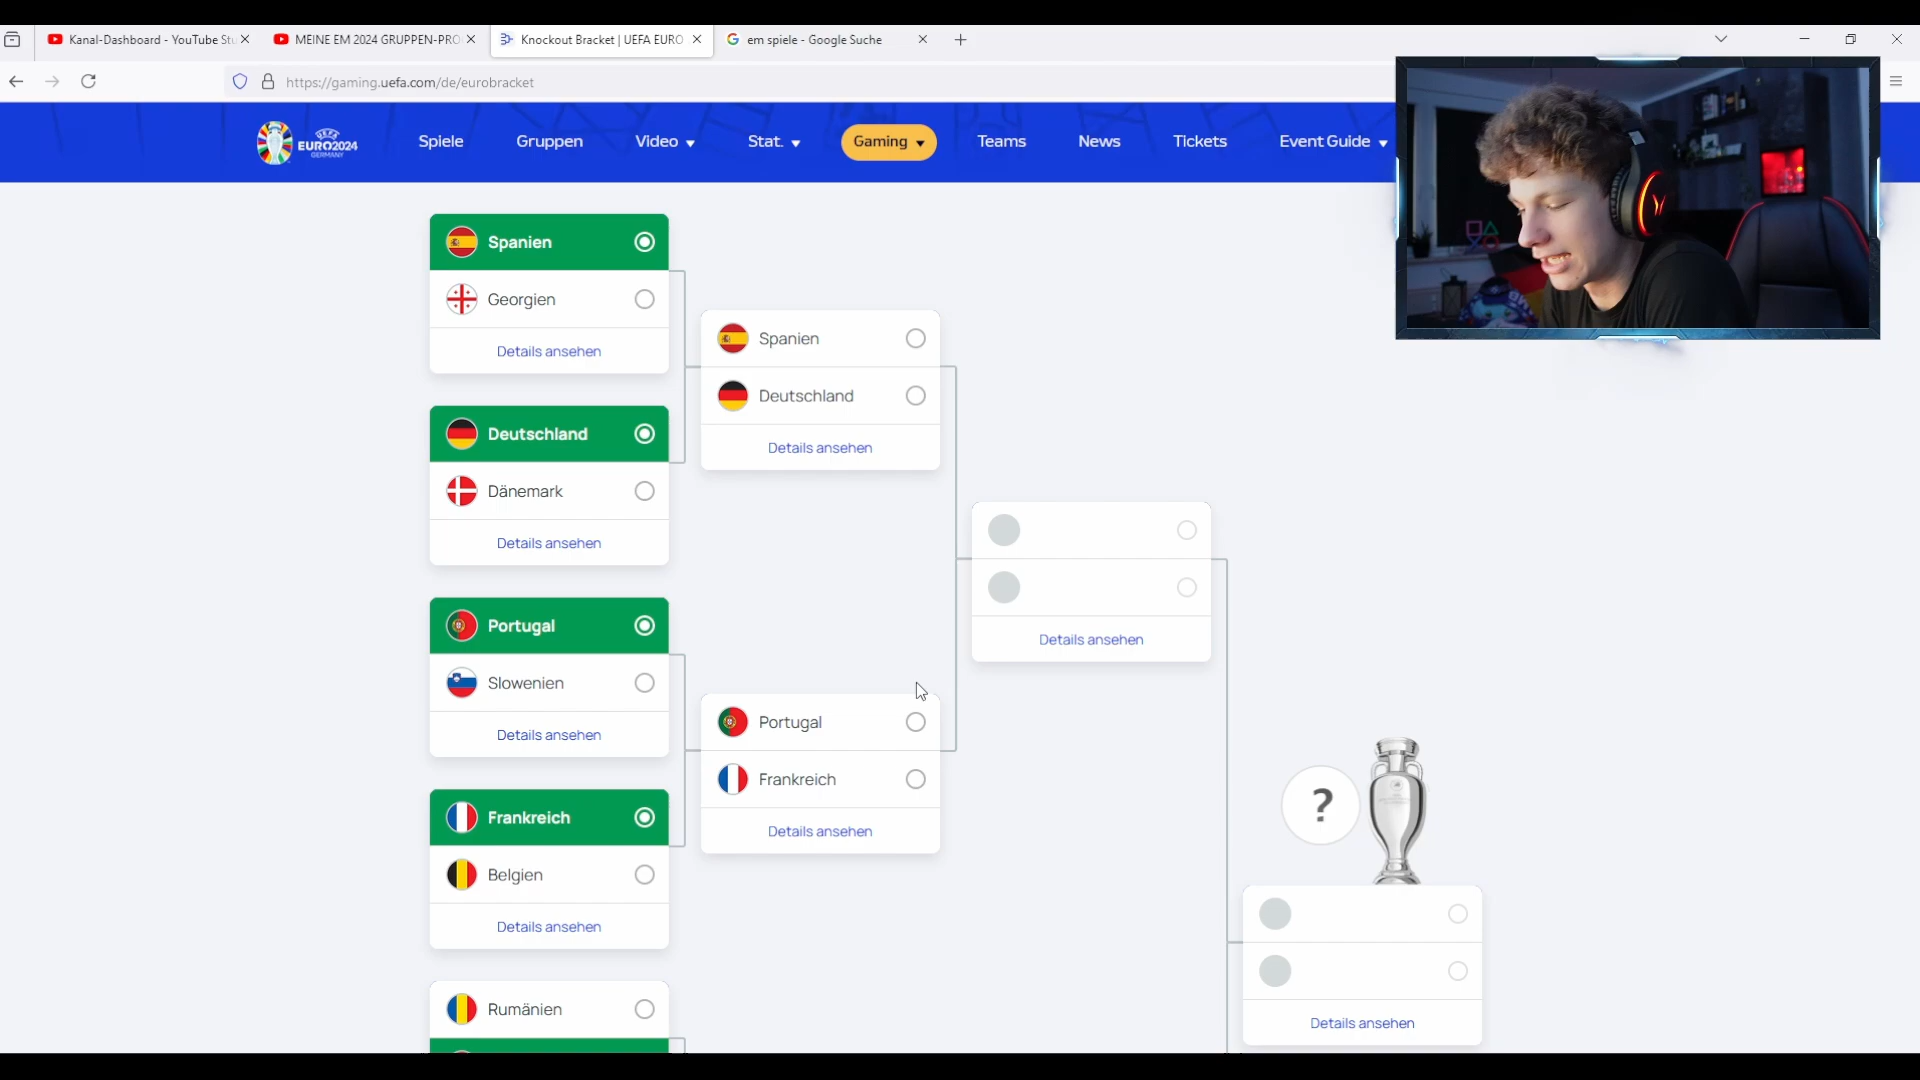 Kanal-Dashboard - YouTube Stu
MEINE EM 2024 GRUPPEN-PRO
Knockout Bracket | UEFA EURO
em spiele - Google Suche
https://gaming.uefa.com/de/eurobracket
UEFA
EURO2024
GERMANY
Spiele
Gruppen
Video
Stat.
Gaming
Teams
News
Tickets
Event Guide
Spanien
Georgien
Details ansehen
Deutschland
Dänemark
Details ansehen
Portugal
Slowenien
Details ansehen
Frankreich
Belgien
Details ansehen
Rumänien
Spanien
Deutschland
Details ansehen
Portugal
Frankreich
Details ansehen
Details ansehen
?
Details ansehen